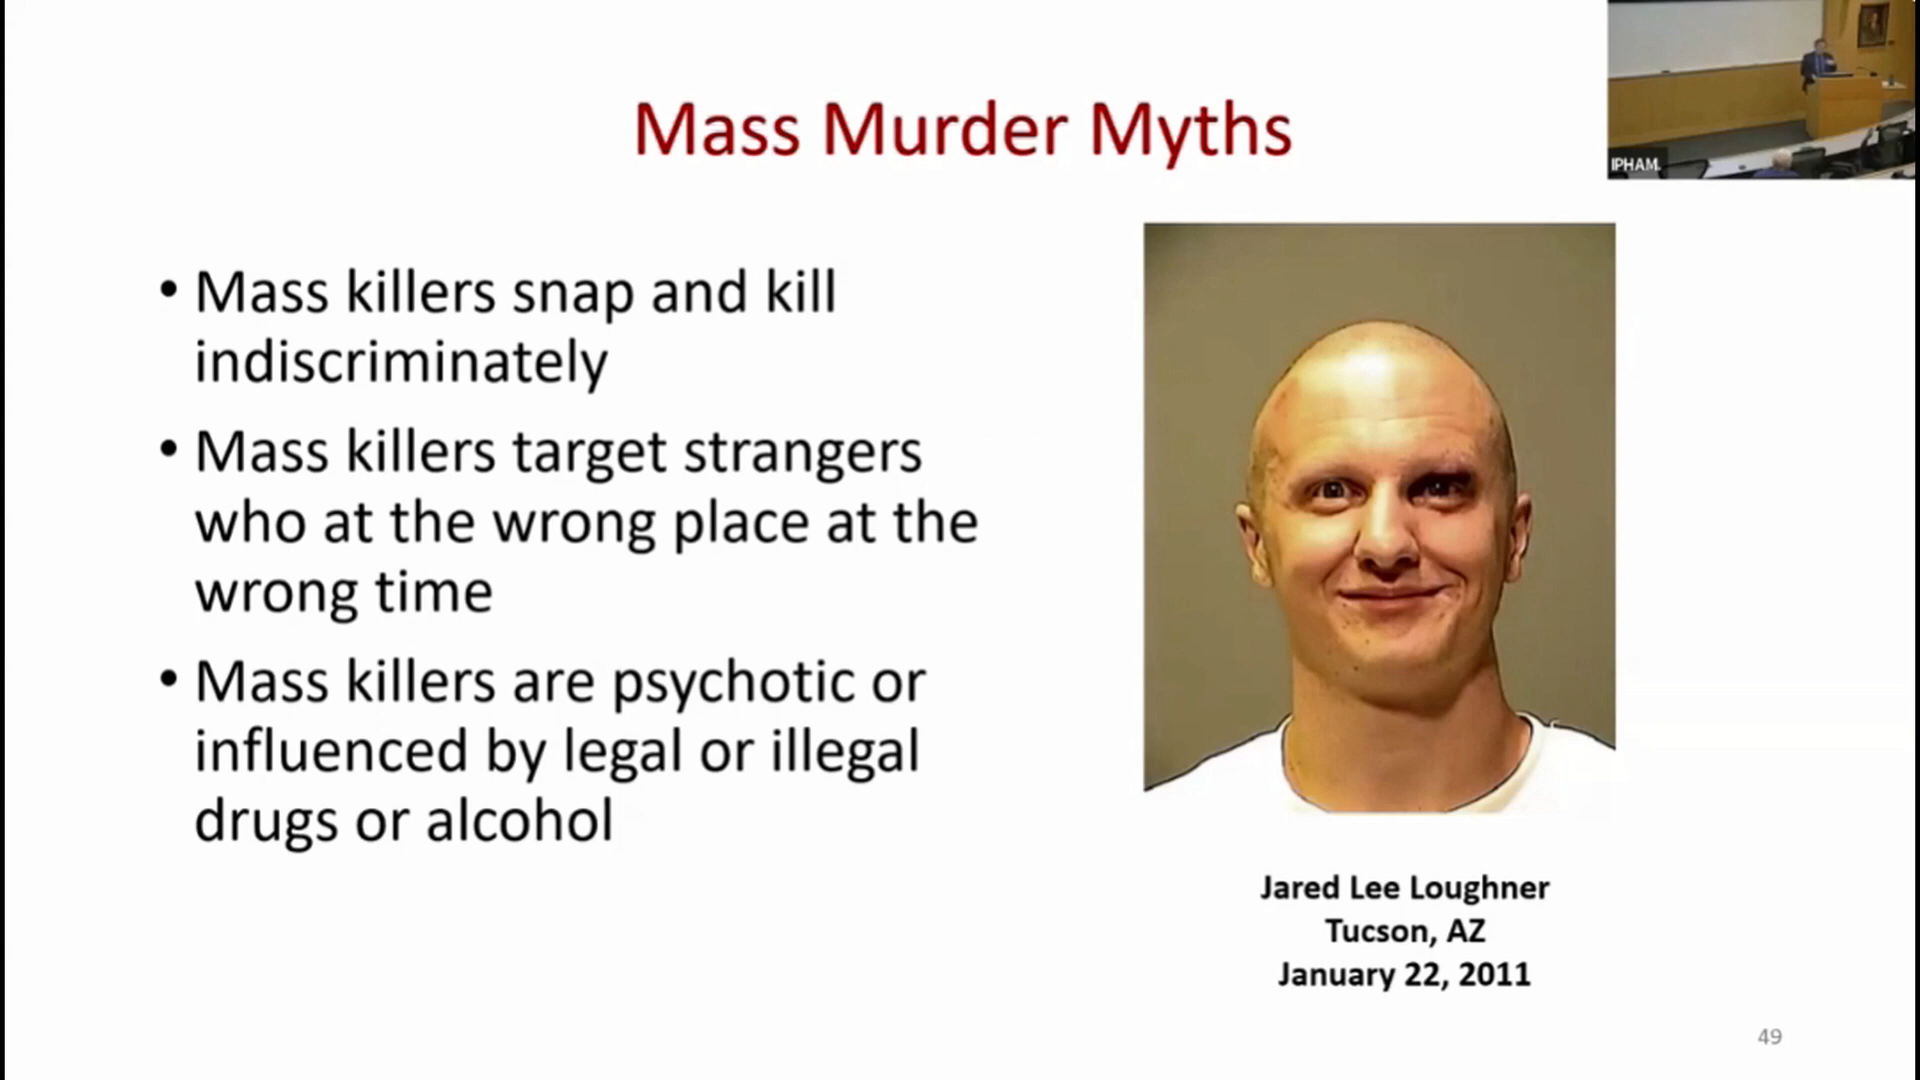 Mass Murder Myths
IPHAM
• Mass killers snap and kill
indiscriminately
• Mass killers target strangers
who at the wrong place at the
wrong time
• Mass killers are psychotic or
influenced by legal or illegal
drugs or alcohol
Jared Lee Loughner
Tucson, AZ
January 22, 2011
49